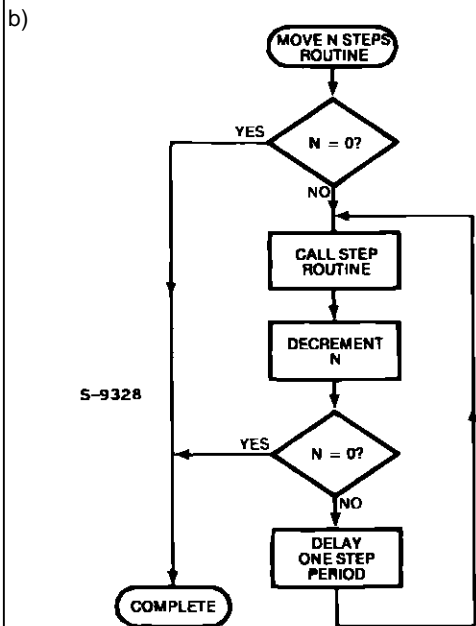 b)
MOVE N STEPS
ROUTINE
YES
N = 0?
NO
CALL STEP
ROUTINE
DECREMENT
N
S-9328
YES
N = 0?
NO
DELAY
ONE STEP
PERIOD
COMPLETE